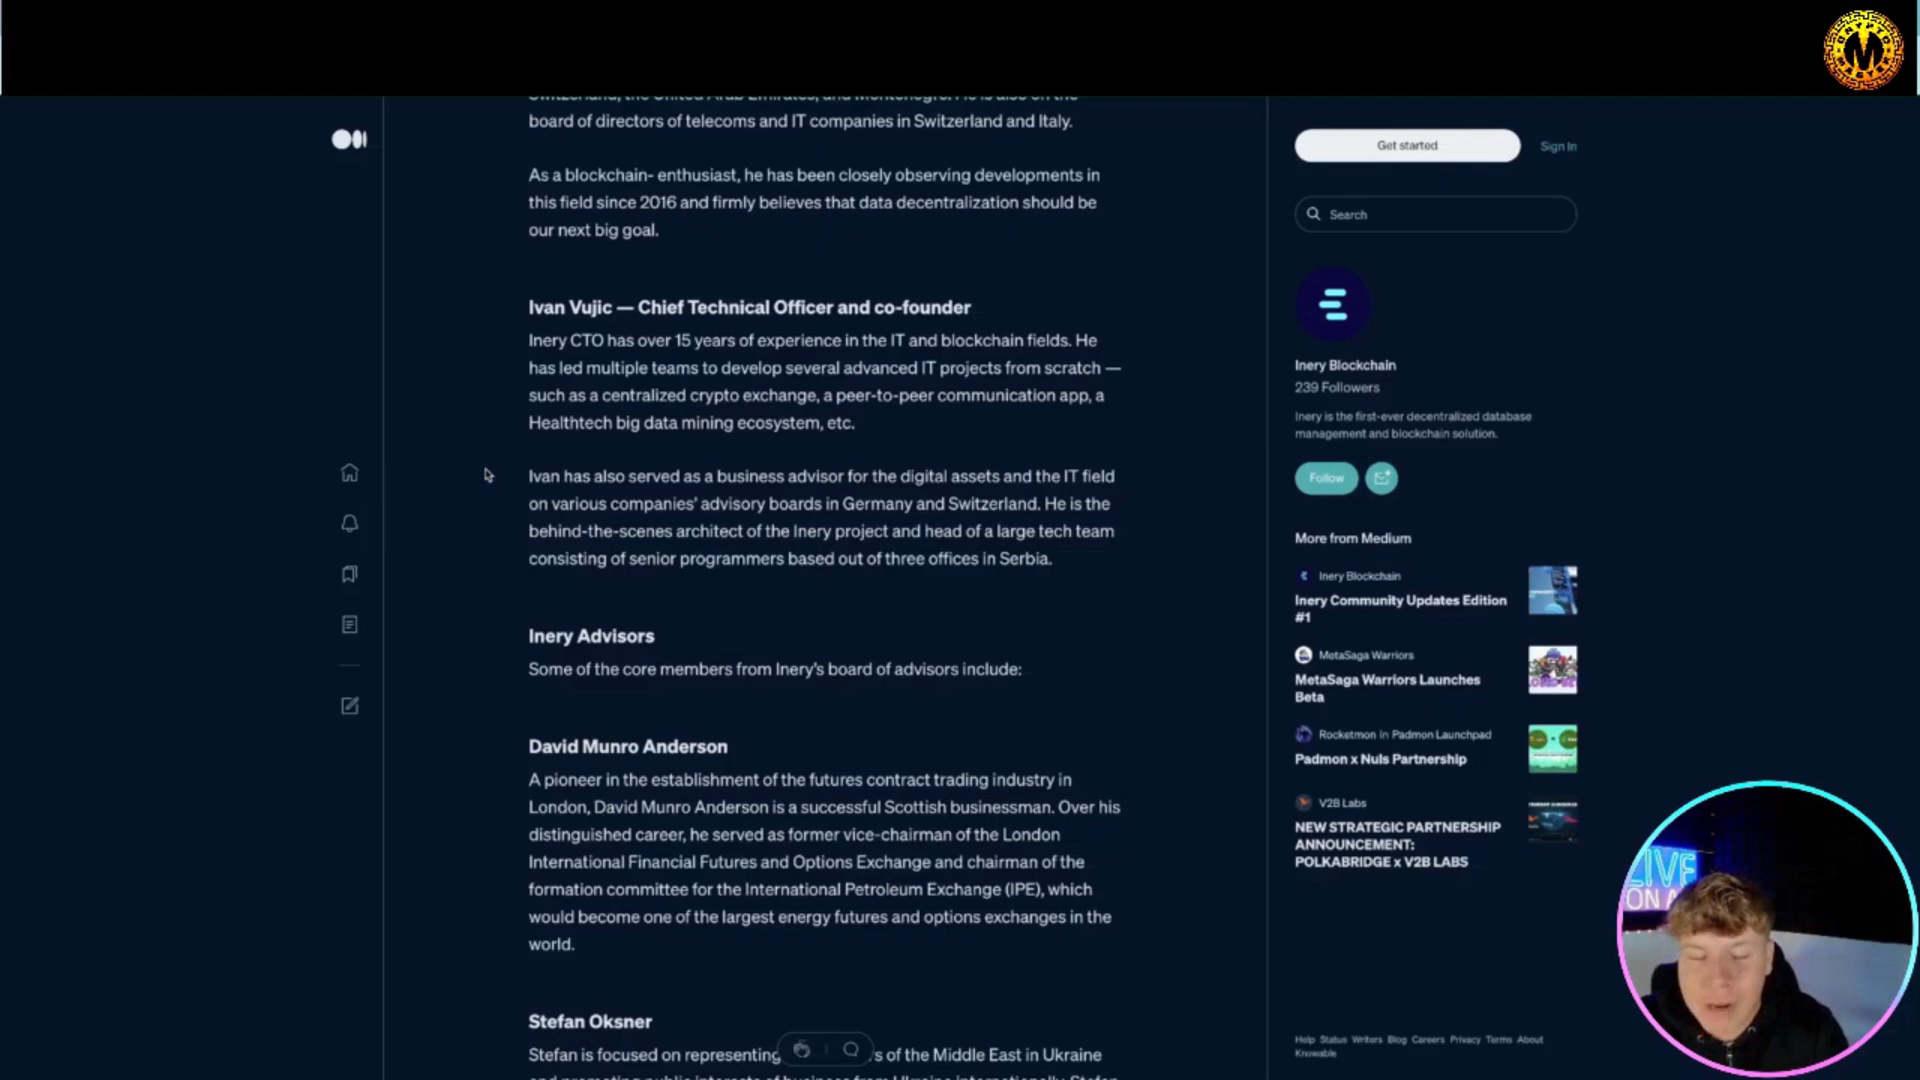 Switzerland, the United Arab Emirates, and Montenegro. He is also on the
board of directors of telecoms and IT companies in Switzerland and Italy.
As a blockchain- enthusiast, he has been closely observing developments in
this field since 2016 and firmly believes that data decentralization should be
our next big goal.
Ivan Vujic — Chief Technical Officer and co-founder
Inery CTO has over 15 years of experience in the IT and blockchain fields. He
has led multiple teams to develop several advanced IT projects from scratch —
such as a centralized crypto exchange, a peer-to-peer communication app, a
Healthtech big data mining ecosystem, etc.
Ivan has also served as a business advisor for the digital assets and the IT field
on various companies’ advisory boards in Germany and Switzerland. He is the
behind-the-scenes architect of the Inery project and head of a large tech team
consisting of senior programmers based out of three offices in Serbia.
Inery Advisors
Some of the core members from Inery’s board of advisors include:
David Munro Anderson
A pioneer in the establishment of the futures contract trading industry in
London, David Munro Anderson is a successful Scottish businessman. Over his
distinguished career, he served as former vice-chairman of the London
International Financial Futures and Options Exchange and chairman of the
formation committee for the International Petroleum Exchange (IPE), which
would become one of the largest energy futures and options exchanges in the
world.
Stefan Oksner
Stefan is focused on representing s of the Middle East in Ukraine
Get started
Sign In
Search
Inery Blockchain
239 Followers
Inery is the first-ever decentralized database
management and blockchain solution.
Follow
More from Medium
Inery Blockchain
Inery Community Updates Edition
#1
MetaSaga Warriors
MetaSaga Warriors Launches
Beta
Rocketmon in Padmon Launchpad
Padmon x Nuls Partnership
V2B Labs
NEW STRATEGIC PARTNERSHIP
ANNOUNCEMENT:
POLKABRIDGE x V2B LABS
Help Status Writers Blog Careers Privacy Terms About
Knowable
LIVE
ON A